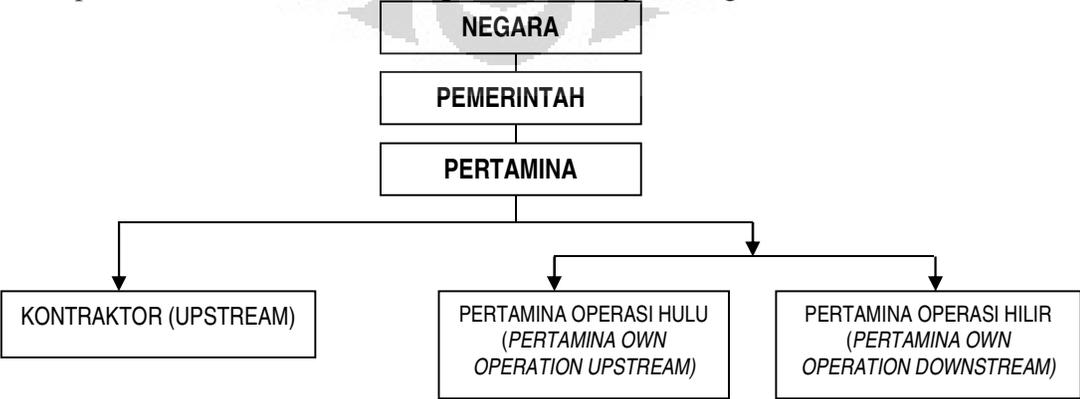 NEGARA
PEMERINTAH
PERTAMINA
KONTRAKTOR (UPSTREAM)
PERTAMINA OPERASI HULU
(PERTAMINA OWN
OPERATION UPSTREAM)
PERTAMINA OPERASI HILIR
(PERTAMINA OWN
OPERATION DOWNSTREAM)